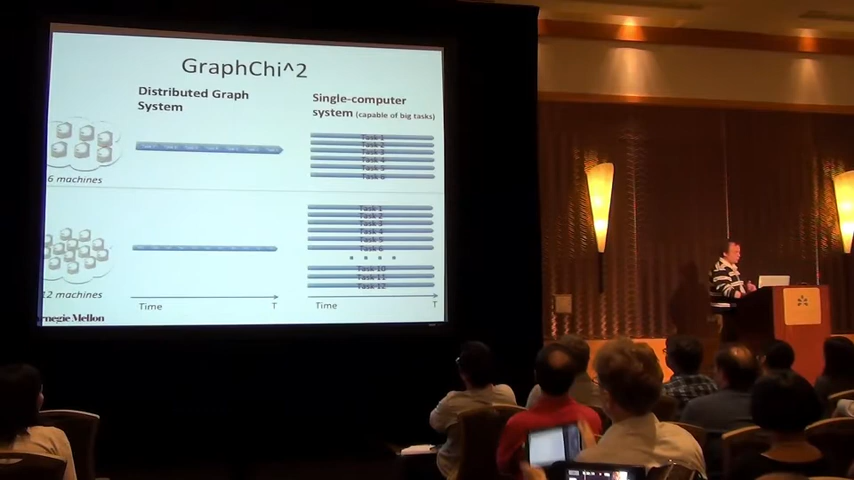 GraphChi^2
Distributed Graph
System
Single-computer
system (capable of big tasks)
Task 1
Task 2
Task 3
Task 4
Task 5
Task 6
6 machines
Task 1
Task 2
Task 3
Task 4
Task 5
Task 6
Task 10
Task 11
Task 12
12 machines
Time
T
Time
T
rnegie Mellon